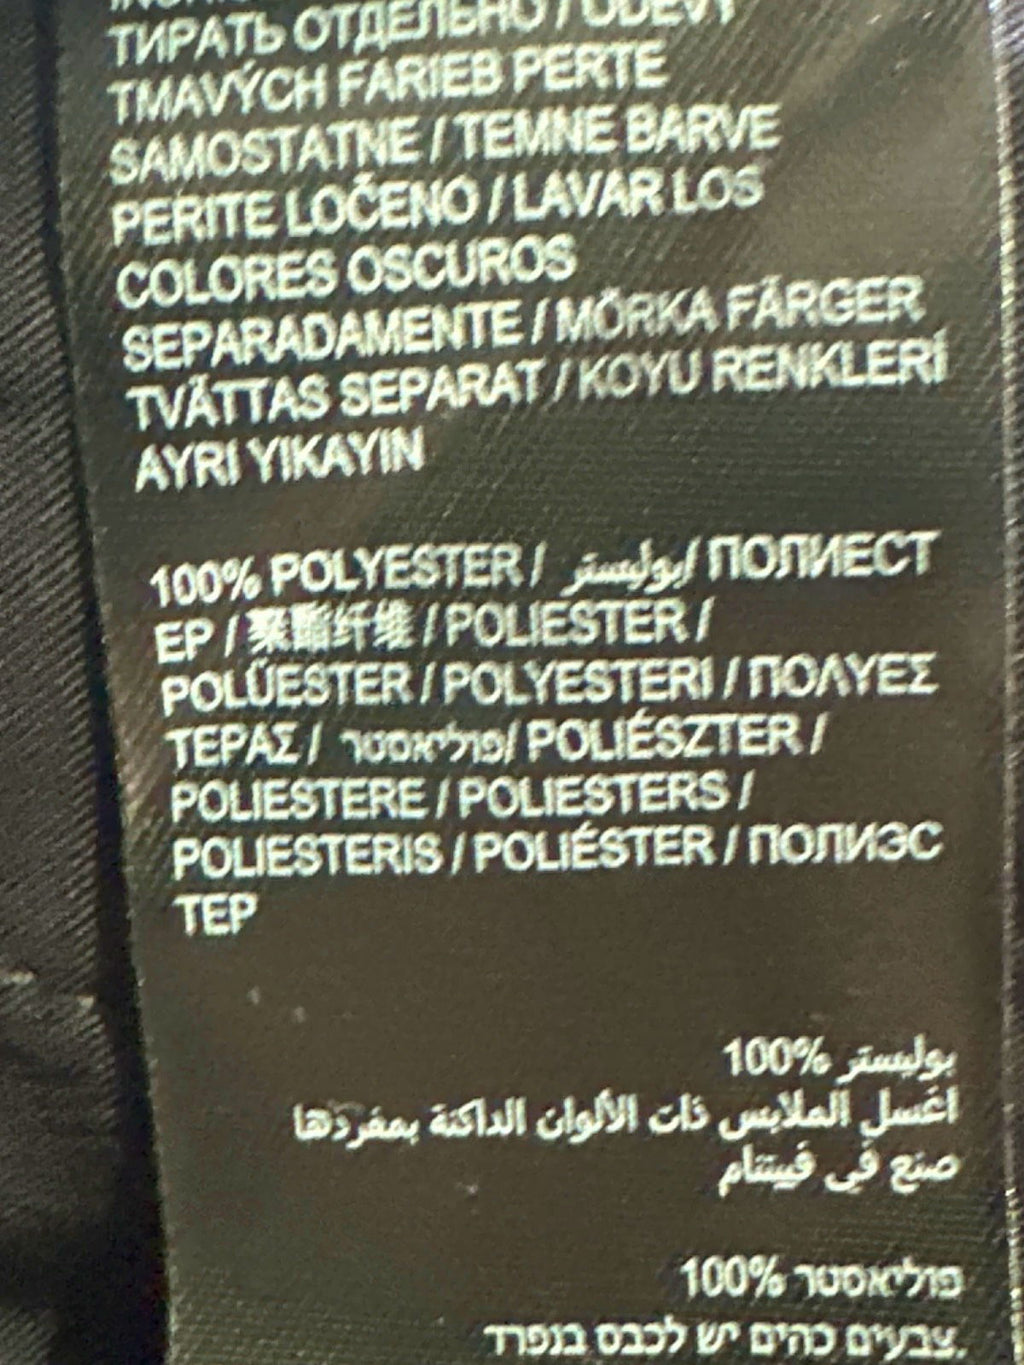 ТИРАТЬ ОТДЕЛЬНО / ODEVY
TMAVÝCH FARIEB PERTE
SAMOSTATNE / TEMNE BARVE
PERITE LOČENO / LAVAR LOS
COLORES OSCUROS
SEPARADAMENTE / MÖRKA FÄRGER
TVÄTTAS SEPARAT / KOYU RENKLERİ
AYRI YIKAYIN
100% POLYESTER / بوليستر/ ПОЛИЕСТ
ЕР / 聚酯纤维 / POLIESTER /
POLÜESTER / POLYESTERI / ΠΟΛΥΕΣ
ΤΕΡΑΣ / פוליאסטר/ POLIÉSZTER /
POLIESTERE / POLIESTERS /
POLIESTERIS / POLIÉSTER / ПОЛИЭС
ТЕР
بوليستر 100%
اغسل الملابس ذات الألوان الداكنة بمفردها
صنع في فيتنام
פוליאסטר 100%
צבעים כהים יש לכבס בנפרד.